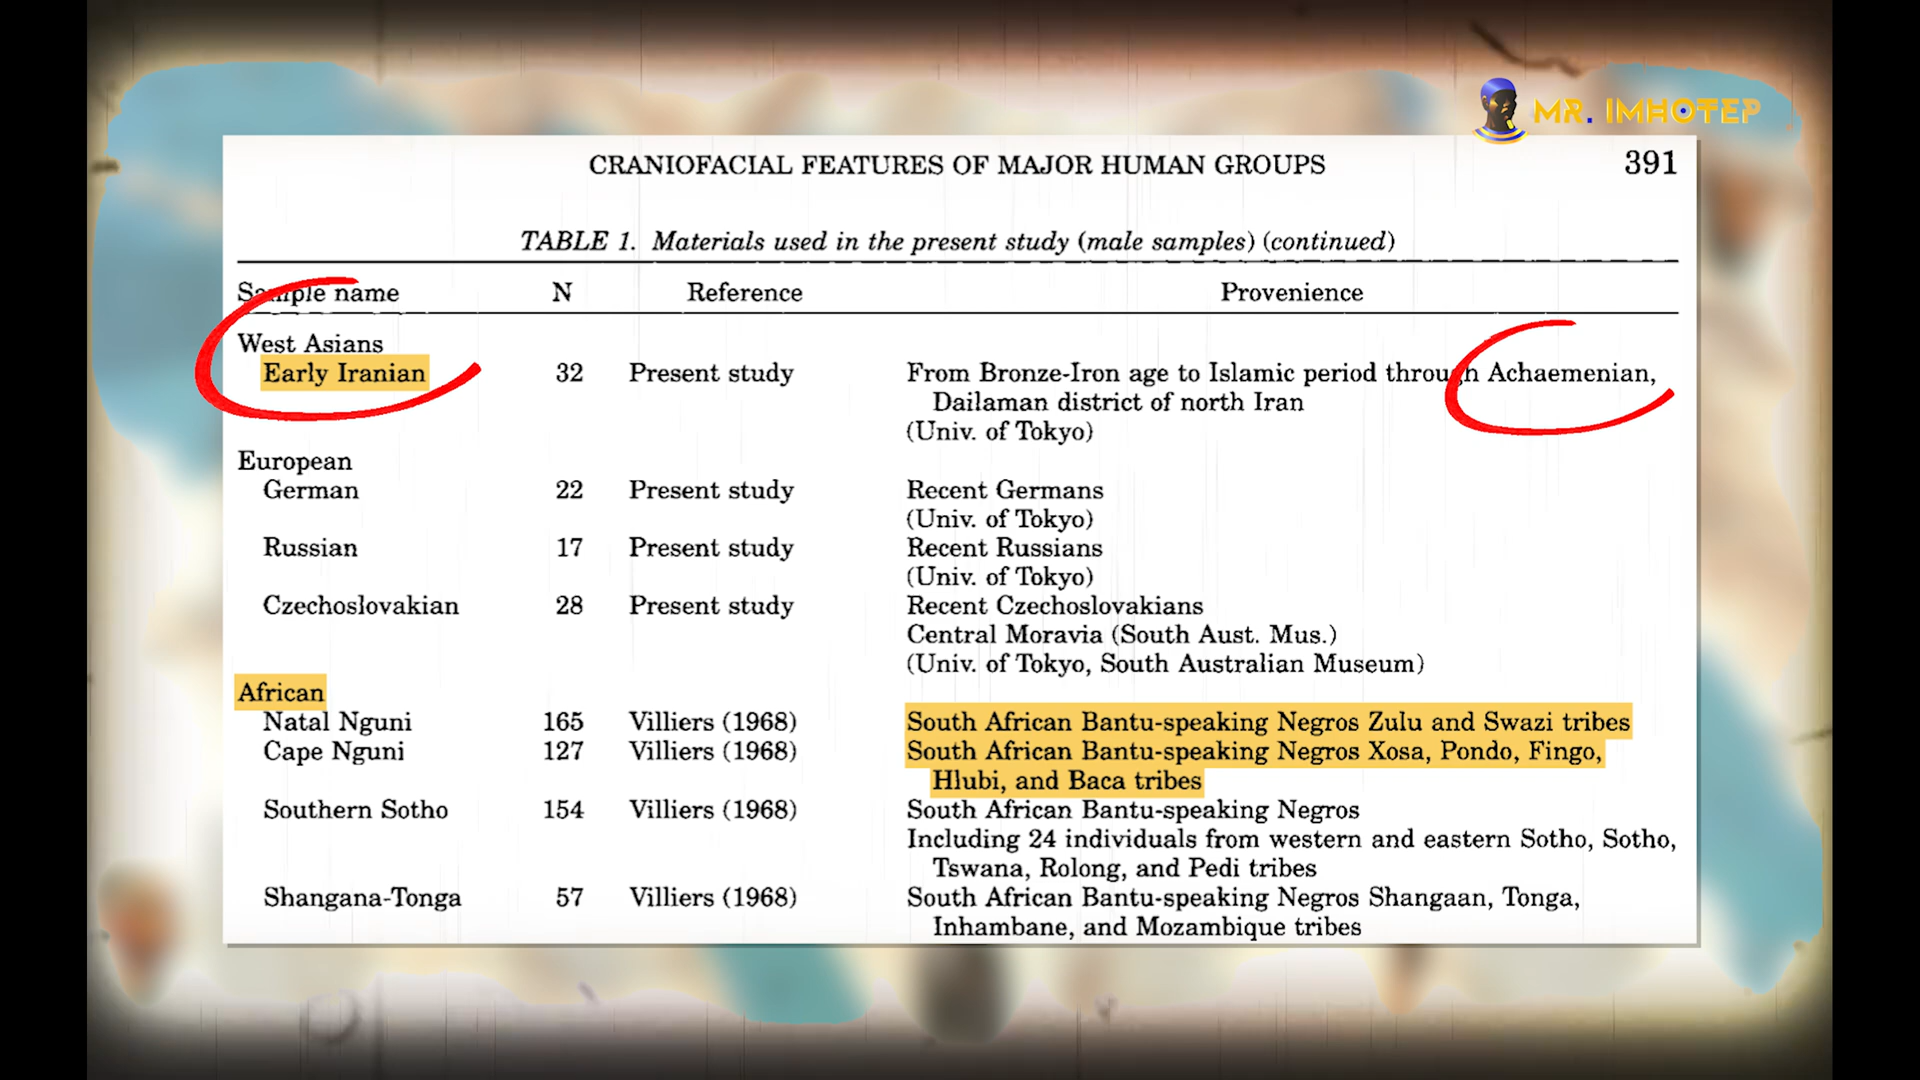 MR. IMHOTEP
CRANIOFACIAL FEATURES OF MAJOR HUMAN GROUPS 391
TABLE 1. Materials used in the present study (male samples) (continued)
Sample name N Reference Provenience
West Asians
Early Iranian 32 Present study From Bronze-Iron age to Islamic period through Achaemenian,
Dailaman district of north Iran
(Univ. of Tokyo)
European
German 22 Present study Recent Germans
(Univ. of Tokyo)
Russian 17 Present study Recent Russians
(Univ. of Tokyo)
Czechoslovakian 28 Present study Recent Czechoslovakians
Central Moravia (South Aust. Mus.)
(Univ. of Tokyo, South Australian Museum)
African
Natal Nguni 165 Villiers (1968) South African Bantu-speaking Negros Zulu and Swazi tribes
Cape Nguni 127 Villiers (1968) South African Bantu-speaking Negros Xosa, Pondo, Fingo,
Hlubi, and Baca tribes
Southern Sotho 154 Villiers (1968) South African Bantu-speaking Negros
Including 24 individuals from western and eastern Sotho, Sotho,
Tswana, Rolong, and Pedi tribes
Shangana-Tonga 57 Villiers (1968) South African Bantu-speaking Negros Shangaan, Tonga,
Inhambane, and Mozambique tribes